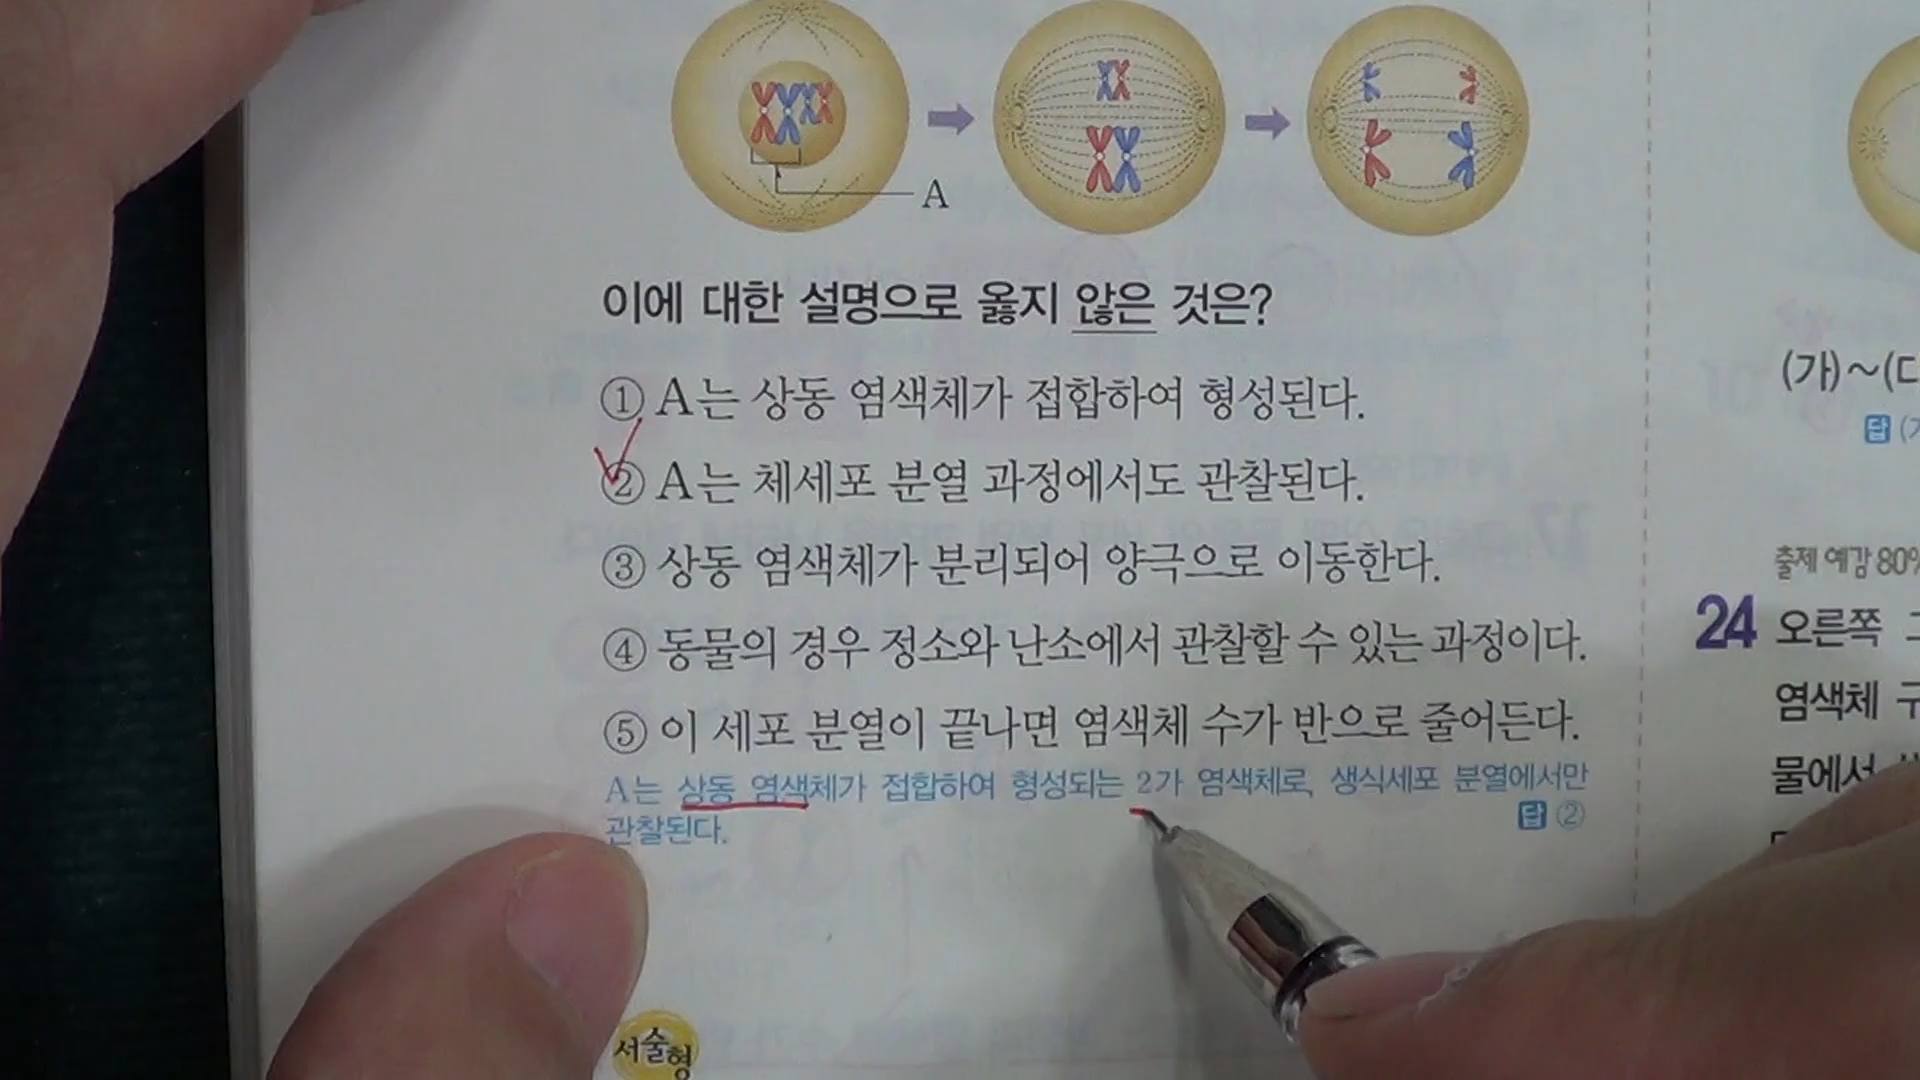 A
이에 대한 설명으로 옳지 않은 것은?
① A는 상동 염색체가 접합하여 형성된다.
② A는 체세포 분열 과정에서도 관찰된다.
③ 상동 염색체가 분리되어 양극으로 이동한다.
④ 동물의 경우 정소와 난소에서 관찰할 수 있는 과정이다.
⑤ 이 세포 분열이 끝나면 염색체 수가 반으로 줄어든다.
A는 상동 염색체가 접합하여 형성되는 2가 염색체로, 생식세포 분열에서만
관찰된다.
답 ②
서술형
(가)~(다
답 (가
출제 예감 80%
24 오른쪽
염색체
물에서